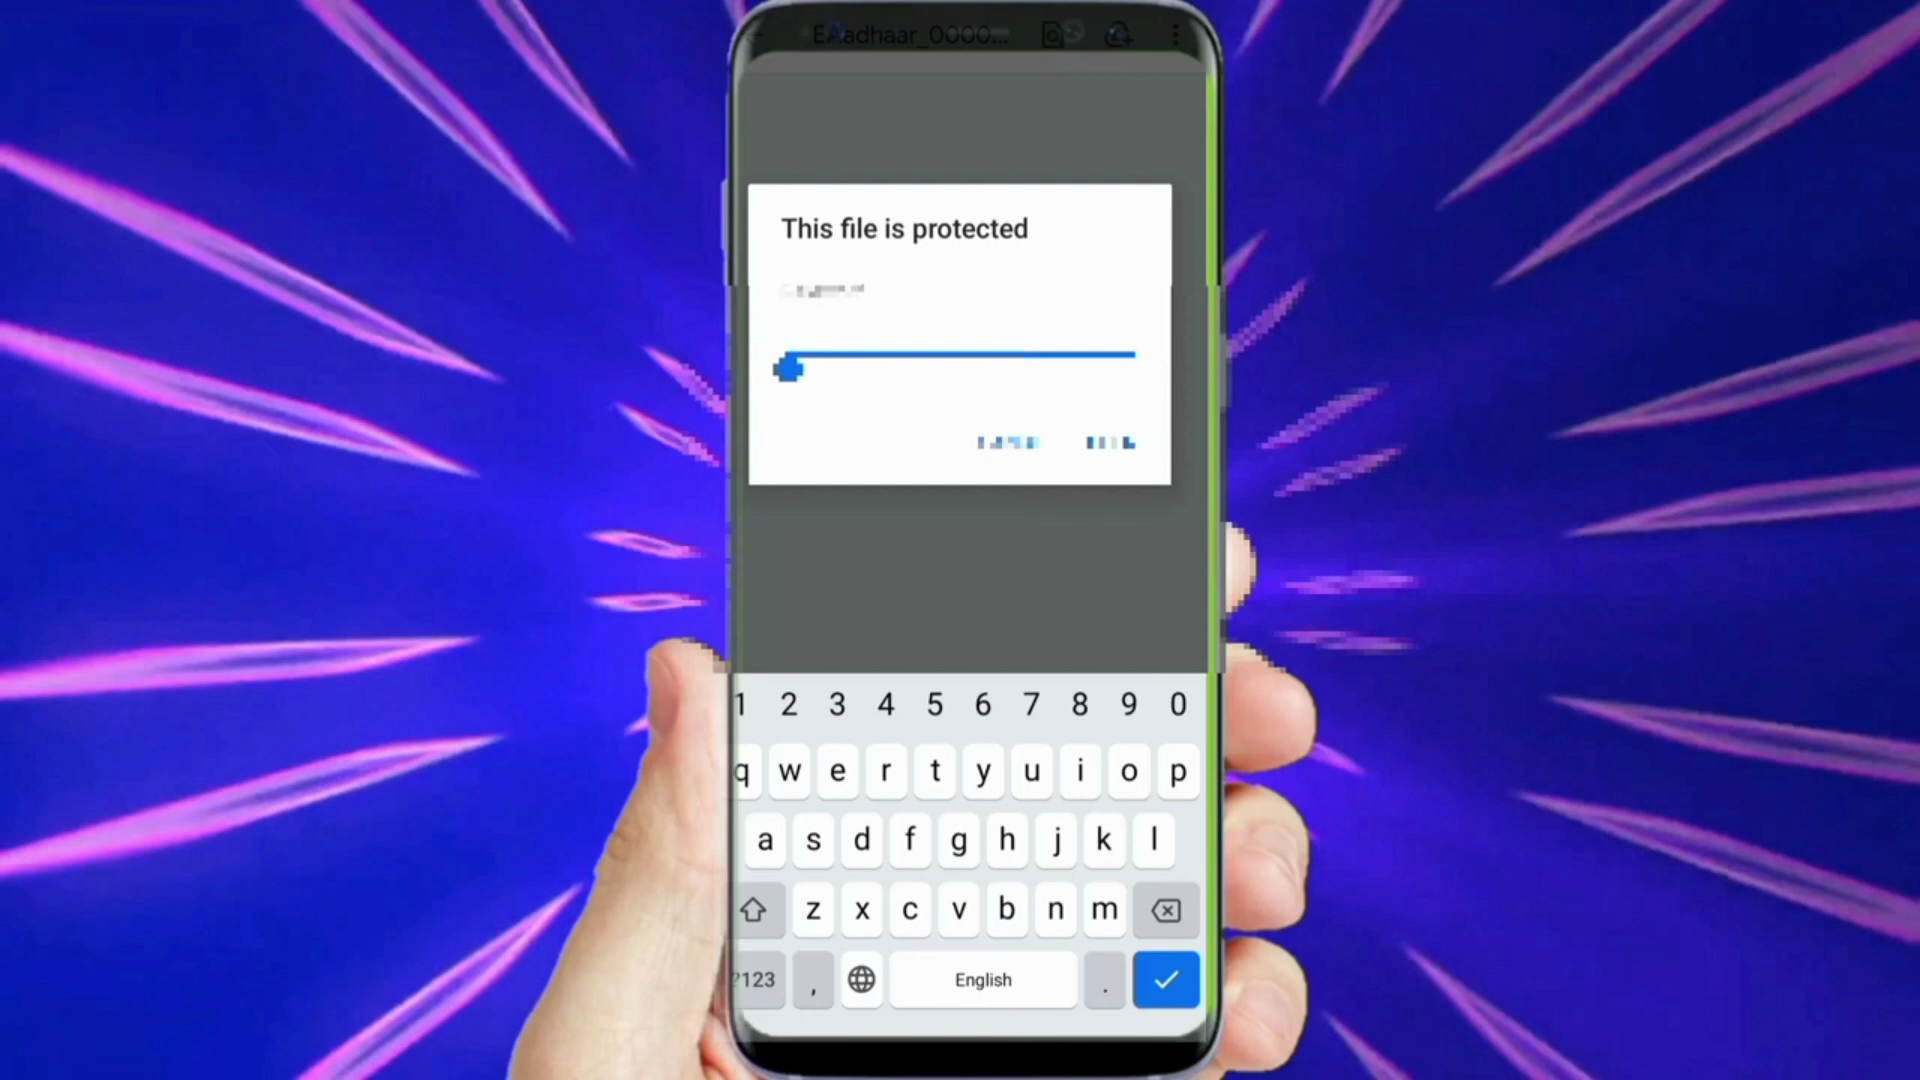 EAadhaar_0000...
This file is protected
1 2 3 4 5 6 7 8 9 0
q w e r t y u i o p
a s d f g h j k l
z x c v b n m
?123 , English .